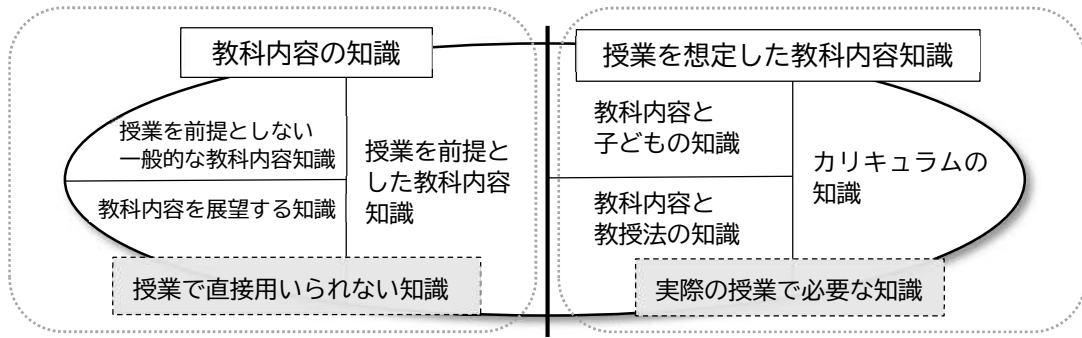 教科内容の知識
授業を前提としない
一般的な教科内容知識
教科内容を展望する知識
授業を前提と
した教科内容
知識
授業で直接用いられない知識
授業を想定した教科内容知識
教科内容と
子どもの知識
教科内容と
教授法の知識
カリキュラムの
知識
実際の授業で必要な知識